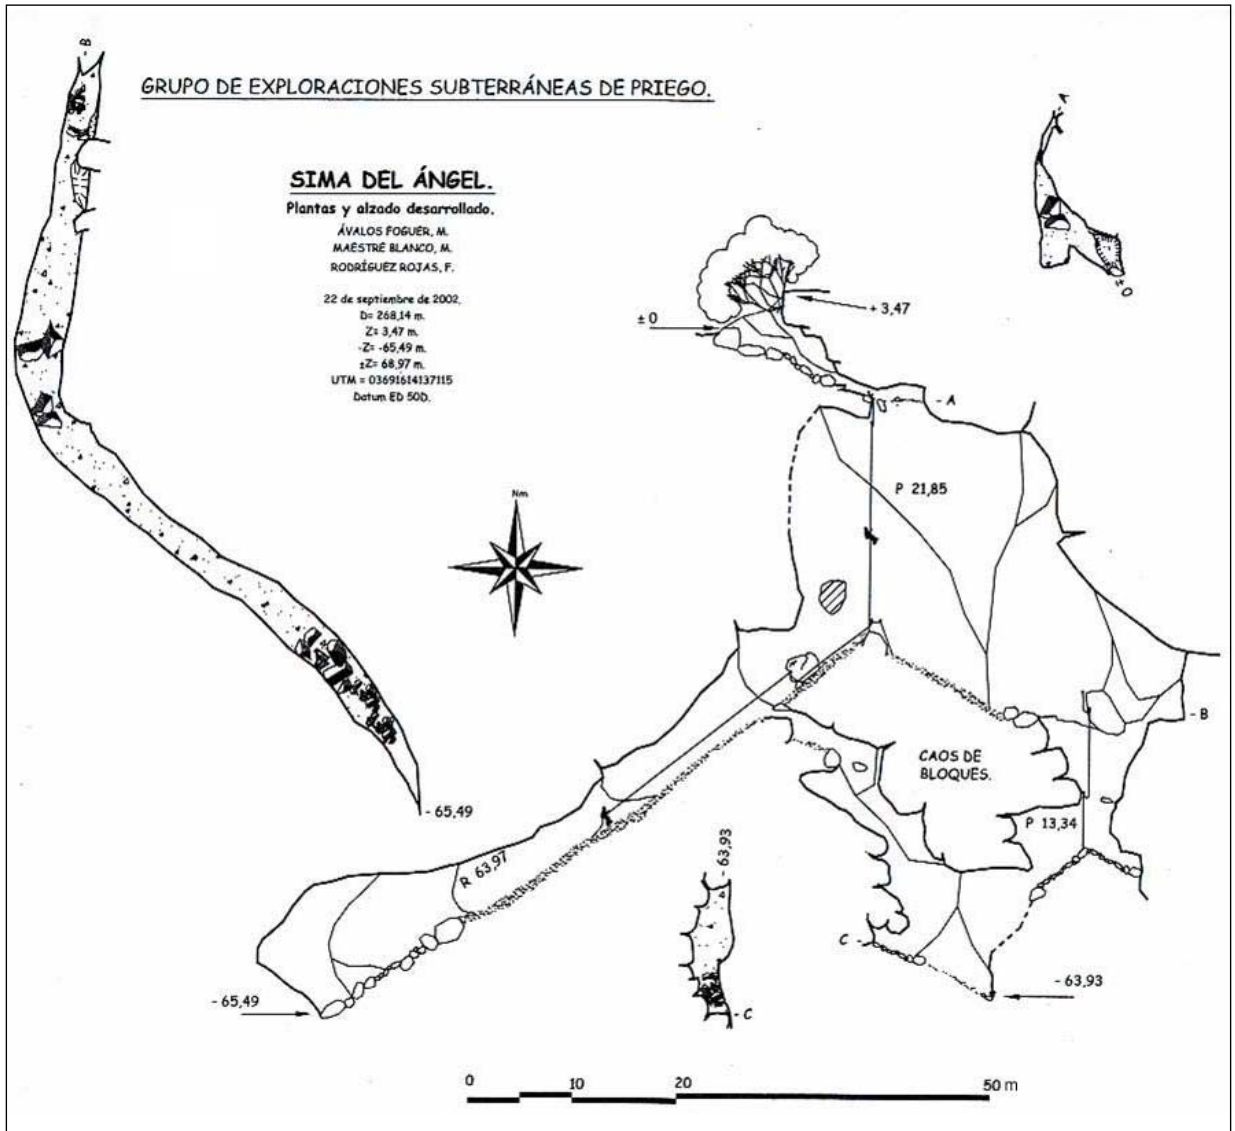 - B
GRUPO DE EXPLORACIONES SUBTERRÁNEAS DE PRIEGO.
- A
SIMA DEL ÁNGEL.
Plantas y alzado desarrollado.
ÁVALOS FOGUER, M.
MAESTRE BLANCO, M.
RODRÍGUEZ ROJAS, F.
22 de septiembre de 2002.
D= 268,14 m.
Z= 3,47 m.
-Z= -65,49 m.
±Z= 68,97 m.
UTM = 03691614137115
Datum ED 50D.
± 0
+ 3,47
- A
P 21,85
Nm
- B
CAOS DE
BLOQUES.
P 13,34
- 65,49
R 63,97
- 63,93
C -
- 65,49
- 63,93
- C
0 10 20 50 m